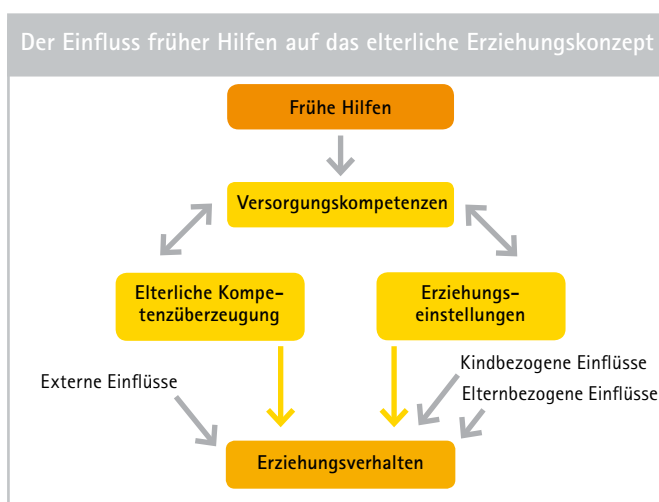 Der Einfluss früher Hilfen auf das elterliche Erziehungskonzept
Frühe Hilfen
Versorgungskompetenzen
Elterliche Kompe-
tenzüberzeugung
Erziehungs-
einstellungen
Kindbezogene Einflüsse
Externe Einflüsse
Elternbezogene Einflüsse
Erziehungsverhalten